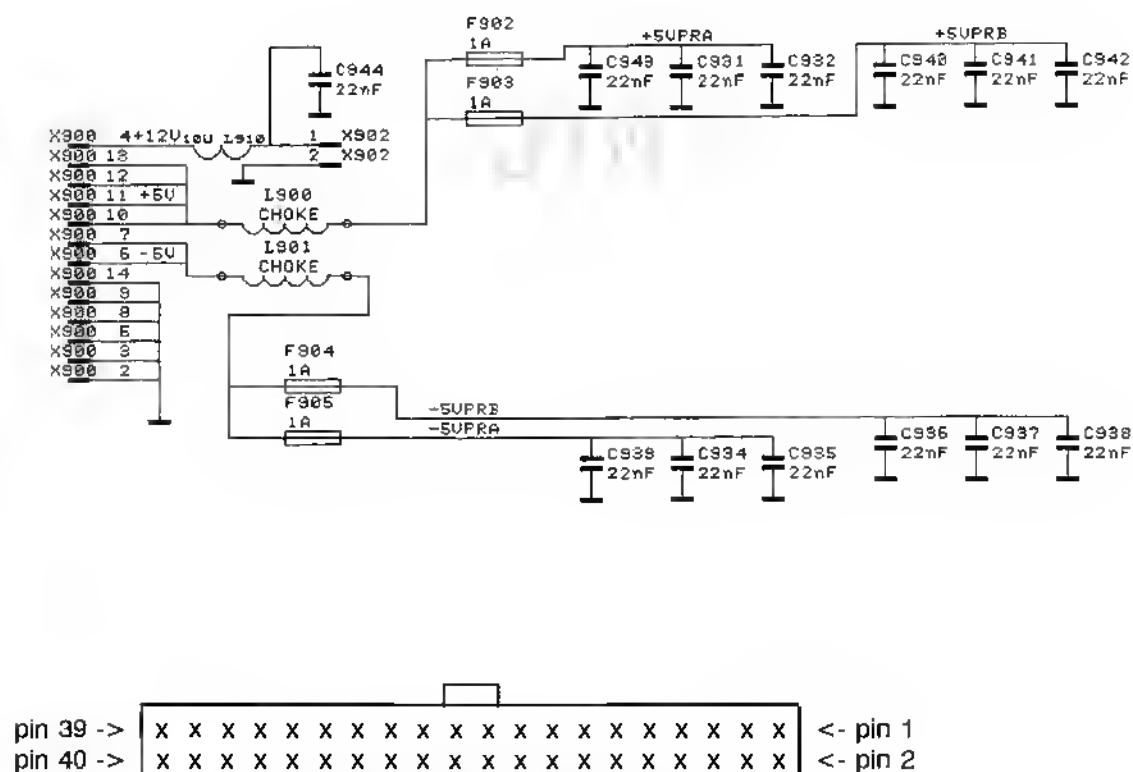 F902
1A
+5VPRA
+5VPRB
C944
22nF
C949
22nF
C931
22nF
C932
22nF
C940
22nF
C941
22nF
C942
22nF
F903
1A
X900 4+12V 10U L910 1 X902
X900 13 2 X902
X900 12
X900 11 +5V
L900
X900 10 CHOKE
X900 7
L901
X900 6 -5V
CHOKE
X900 14
X900 9
X900 8
X900 5
X900 3
X900 2
F904
1A
F905
1A
-5VPRB
-5VPRA
C939
22nF
C934
22nF
C935
22nF
C936
22nF
C937
22nF
C938
22nF
pin 39 -> X X X X X X X X X X X X X X X X X X X X <- pin 1
pin 40 -> X X X X X X X X X X X X X X X X X X X X <- pin 2